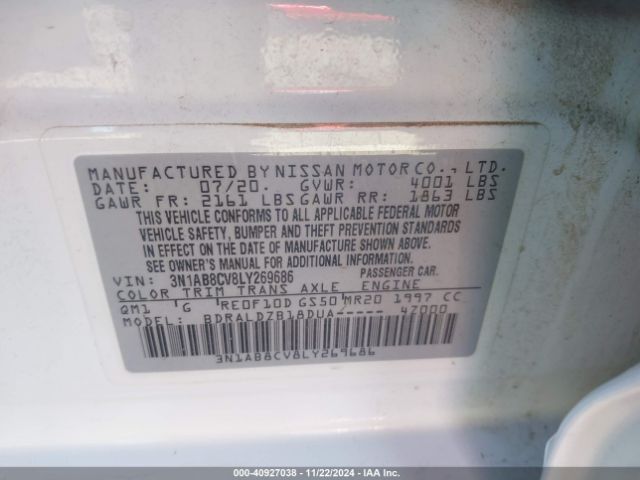 MANUFACTURED BY NISSAN MOTOR CO., LTD.
DATE: 07/20. GVWR: 4001 LBS
GAWR FR: 2161 LBS GAWR RR: 1863 LBS
THIS VEHICLE CONFORMS TO ALL APPLICABLE FEDERAL MOTOR
VEHICLE SAFETY, BUMPER AND THEFT PREVENTION STANDARDS
IN EFFECT ON THE DATE OF MANUFACTURE SHOWN ABOVE.
SEE OWNER'S MANUAL FOR ADDITIONAL INFORMATION.
VIN: 3N1AB8CV8LY269686 PASSENGER CAR.
COLOR TRIM TRANS AXLE ENGINE
QM1 G RE0F10D GS50 MR20 1997 CC
MODEL: BDRALDZB18DUA----- 4Z000
3N1AB8CV8LY269686
000-40927038 - 11/22/2024 - IAA Inc.